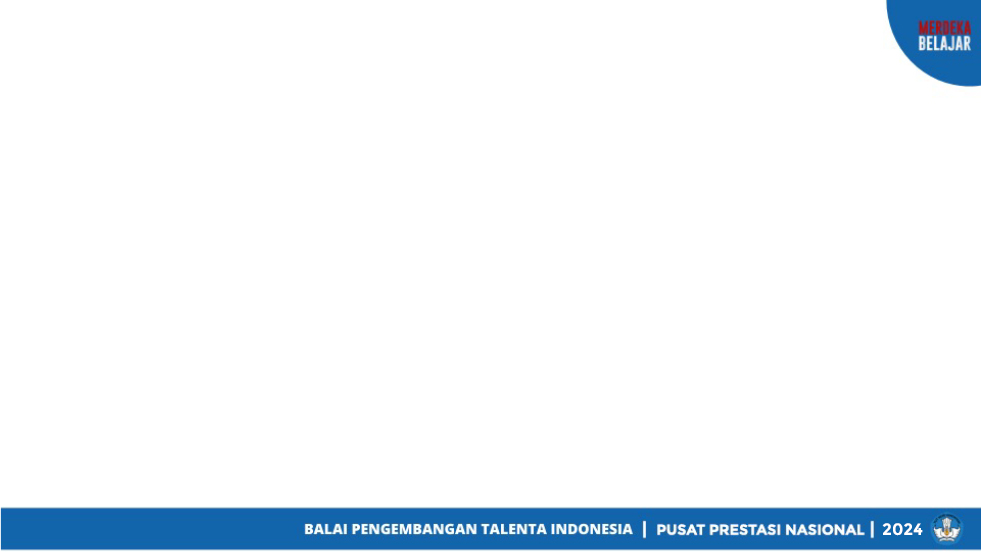 MERDEKA
BELAJAR
BALAI PENGEMBANGAN TALENTA INDONESIA | PUSAT PRESTASI NASIONAL | 2024